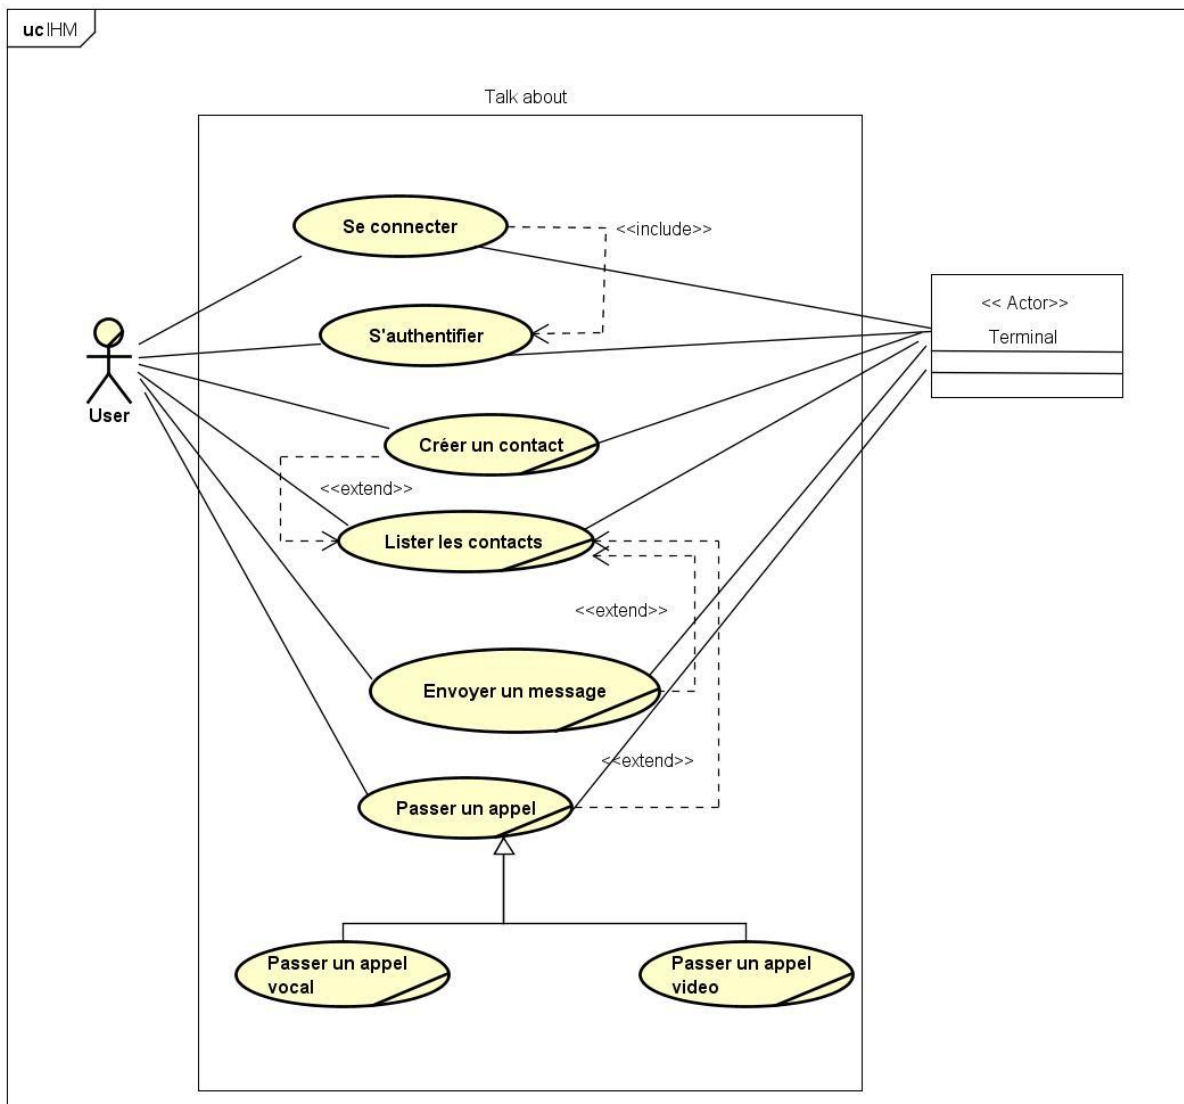 uc IHM
Talk about
Se connecter
<<include>>
<< Actor>>
Terminal
S'authentifier
User
Créer un contact
<<extend>>
Lister les contacts
<<extend>>
Envoyer un message
<<extend>>
Passer un appel
Passer un appel
vocal
Passer un appel
video